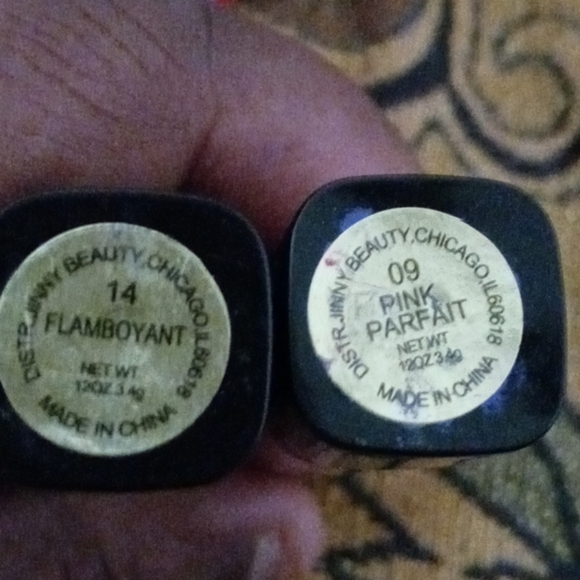 DISTR.JINNY BEAUTY,CHICAGO,IL60618
14
FLAMBOYANT
NET WT
.12OZ 3.4g
MADE IN CHINA
DISTR.JINNY BEAUTY,CHICAGO,IL60618
09
PINK
PARFAIT
NET WT
.12OZ 3.4g
MADE IN CHINA